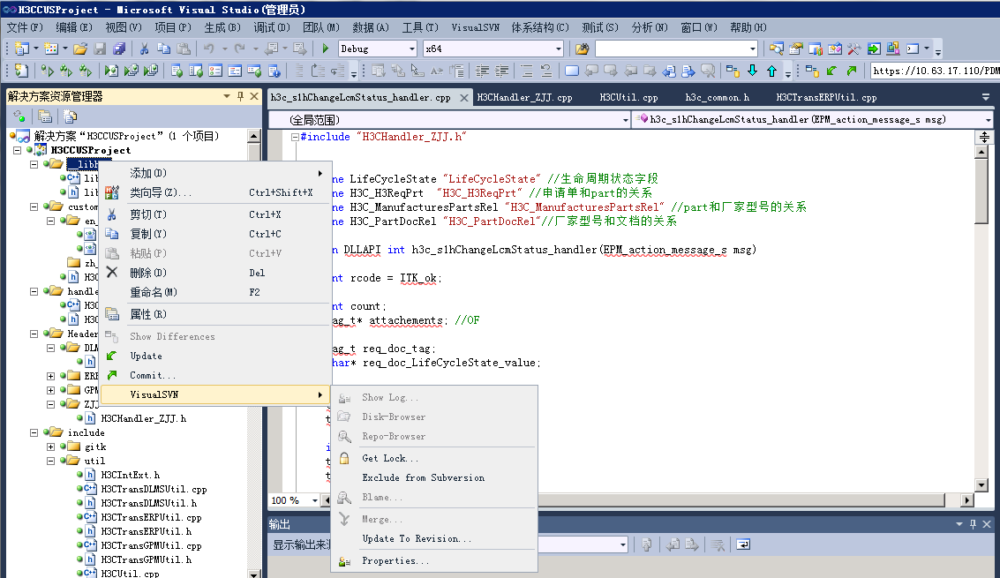 H3CCUSProject - Microsoft Visual Studio(管理员)
文件(F) 编辑(E) 视图(V) 项目(P) 生成(B) 调试(D) 团队(M) 数据(A) 工具(T) VisualSVN 体系结构(C) 测试(S) 分析(N) 窗口(W) 帮助(H)
Debug x64
https://10.63.17.110/PDM
解决方案资源管理器
h3c_s1hChangeLcmStatus_handler.cpp H3CHandler_ZJJ.cpp H3CUtil.cpp h3c_common.h H3CTransERPUtil.cpp
(全局范围) h3c_s1hChangeLcmStatus_handler(EPM_action_message_s msg)
解决方案“H3CCUSProject”(1 个项目)
H3CCUSProject
lib
lib
custom
en_
zh_
H3C
handle
H3C
H3C
Header
DLM
ERP
GPM
ZJJ
H3CHandler_ZJJ.h
include
gitk
util
H3CIntExt.h
H3CTransDLMSUtil.cpp
H3CTransDLMSUtil.h
H3CTransERPUtil.cpp
H3CTransERPUtil.h
H3CTransGPMUtil.cpp
H3CTransGPMUtil.h
H3CUtil.cpp
添加(D)
类向导(Z)... Ctrl+Shift+X
剪切(T) Ctrl+X
复制(Y) Ctrl+C
粘贴(P) Ctrl+V
删除(D) Del
重命名(M) F2
属性(R)
Show Differences
Update
Commit...
VisualSVN
Show Log...
Disk-Browser
Repo-Browser
Get Lock...
Exclude from Subversion
Blame...
Merge...
Update To Revision...
Properties...
#include "H3CHandler_ZJJ.h"
ne LifeCycleState "LifeCycleState" //生命周期状态字段
ne H3C_H3ReqPrt "H3C_H3ReqPrt" //申请单和part的关系
ne H3C_ManufacturesPartsRel "H3C_ManufacturesPartsRel" //part和厂家型号的关系
ne H3C_PartDocRel "H3C_PartDocRel"//厂家型号和文档的关系
n DLLAPI int h3c_s1hChangeLcmStatus_handler(EPM_action_message_s msg)
nt rcode = ITK_ok;
nt count;
ag_t* attachements; //OF
ag_t req_doc_tag;
har* req_doc_LifeCycleState_value;
t
i
t
t
100 %
输出
显示输出来源